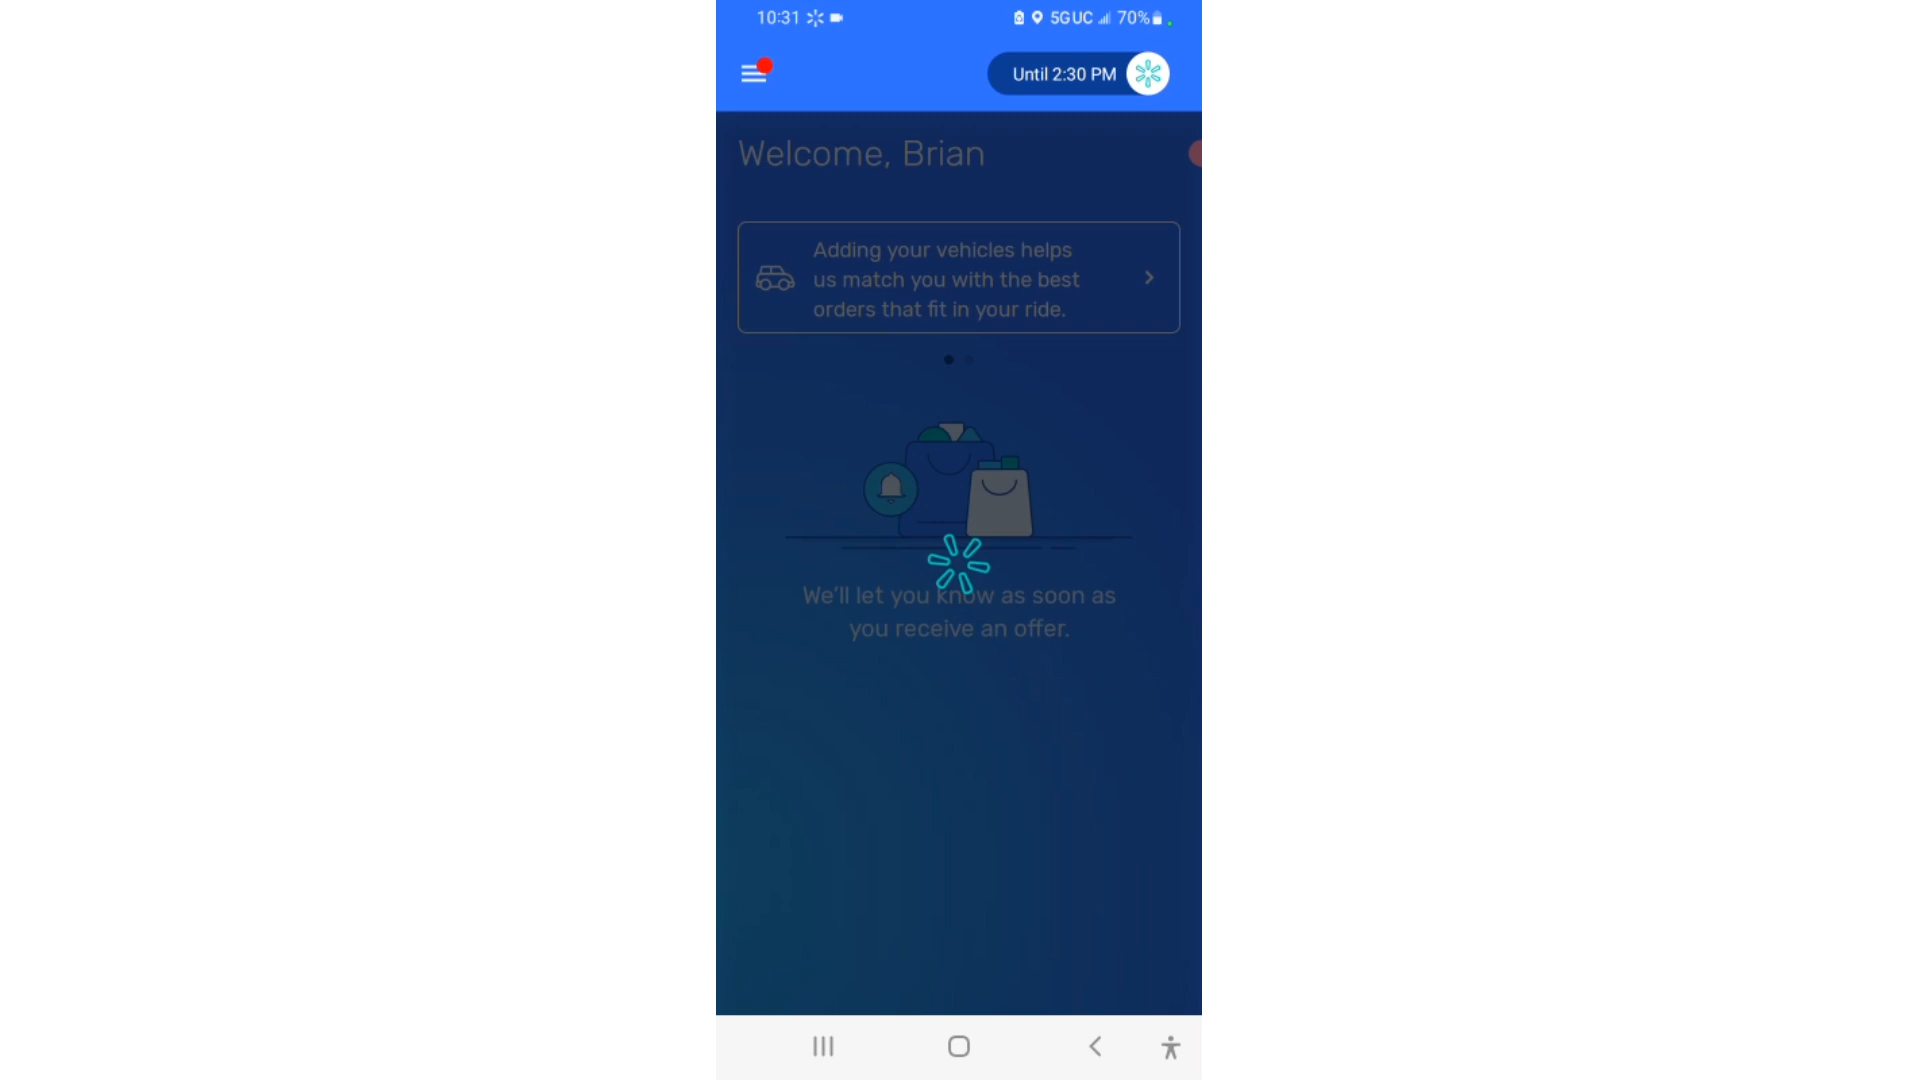 10:31 5GUC 70%
Until 2:30 PM
Welcome, Brian
Adding your vehicles helps
us match you with the best
orders that fit in your ride.
We'll let you know as soon as
you receive an offer.